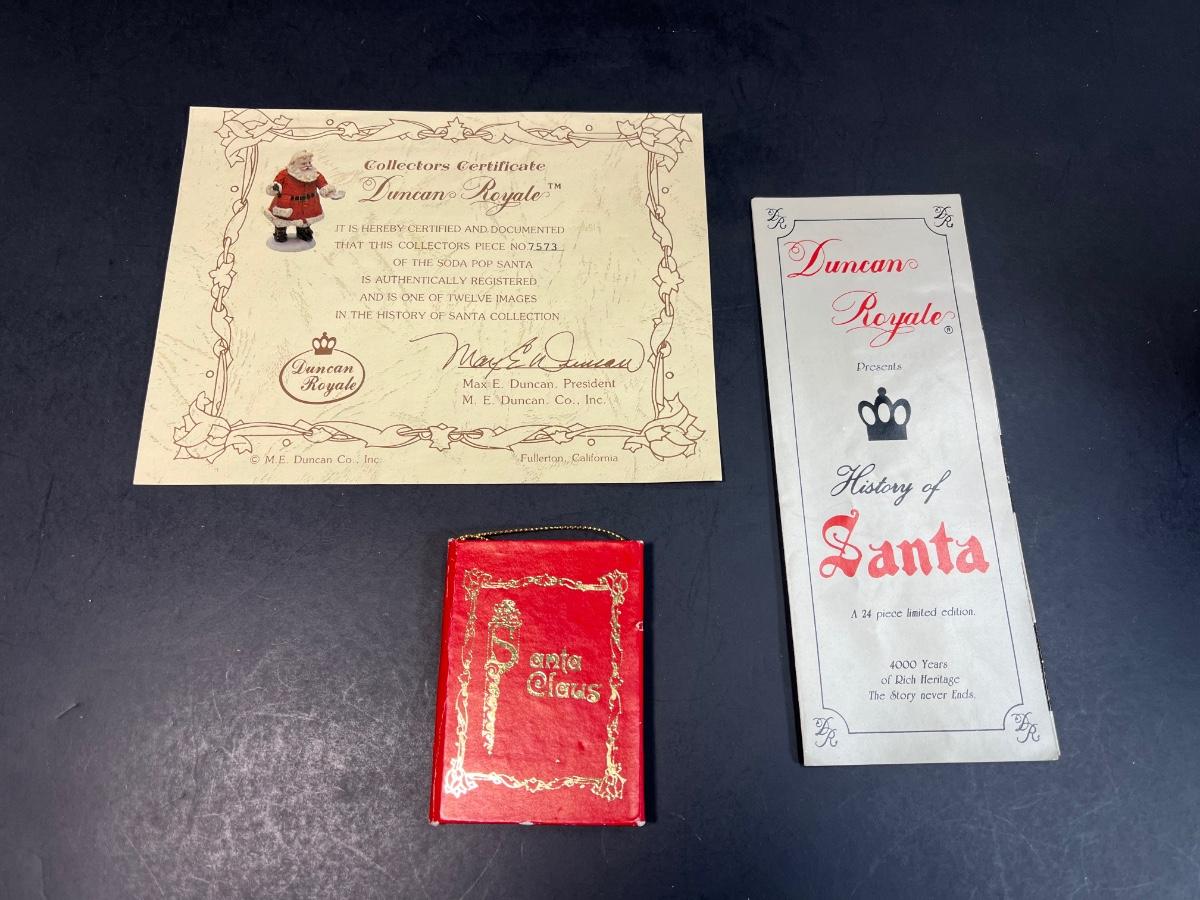 Collectors Certificate
Duncan Royale™
IT IS HEREBY CERTIFIED AND DOCUMENTED
THAT THIS COLLECTORS PIECE NO. 7573
OF THE SODA POP SANTA
IS AUTHENTICALLY REGISTERED
AND IS ONE OF TWELVE IMAGES
IN THE HISTORY OF SANTA COLLECTION
Duncan
Royale
Max E Duncan
Max E. Duncan, President
M. E. Duncan. Co., Inc.
© M.E. Duncan Co., Inc.
Fullerton, California
Santa
Claus
DR
DR
Duncan
Royale®
Presents
History of
Santa
A 24 piece limited edition.
4000 Years
of Rich Heritage
The Story never Ends.
DR
DR